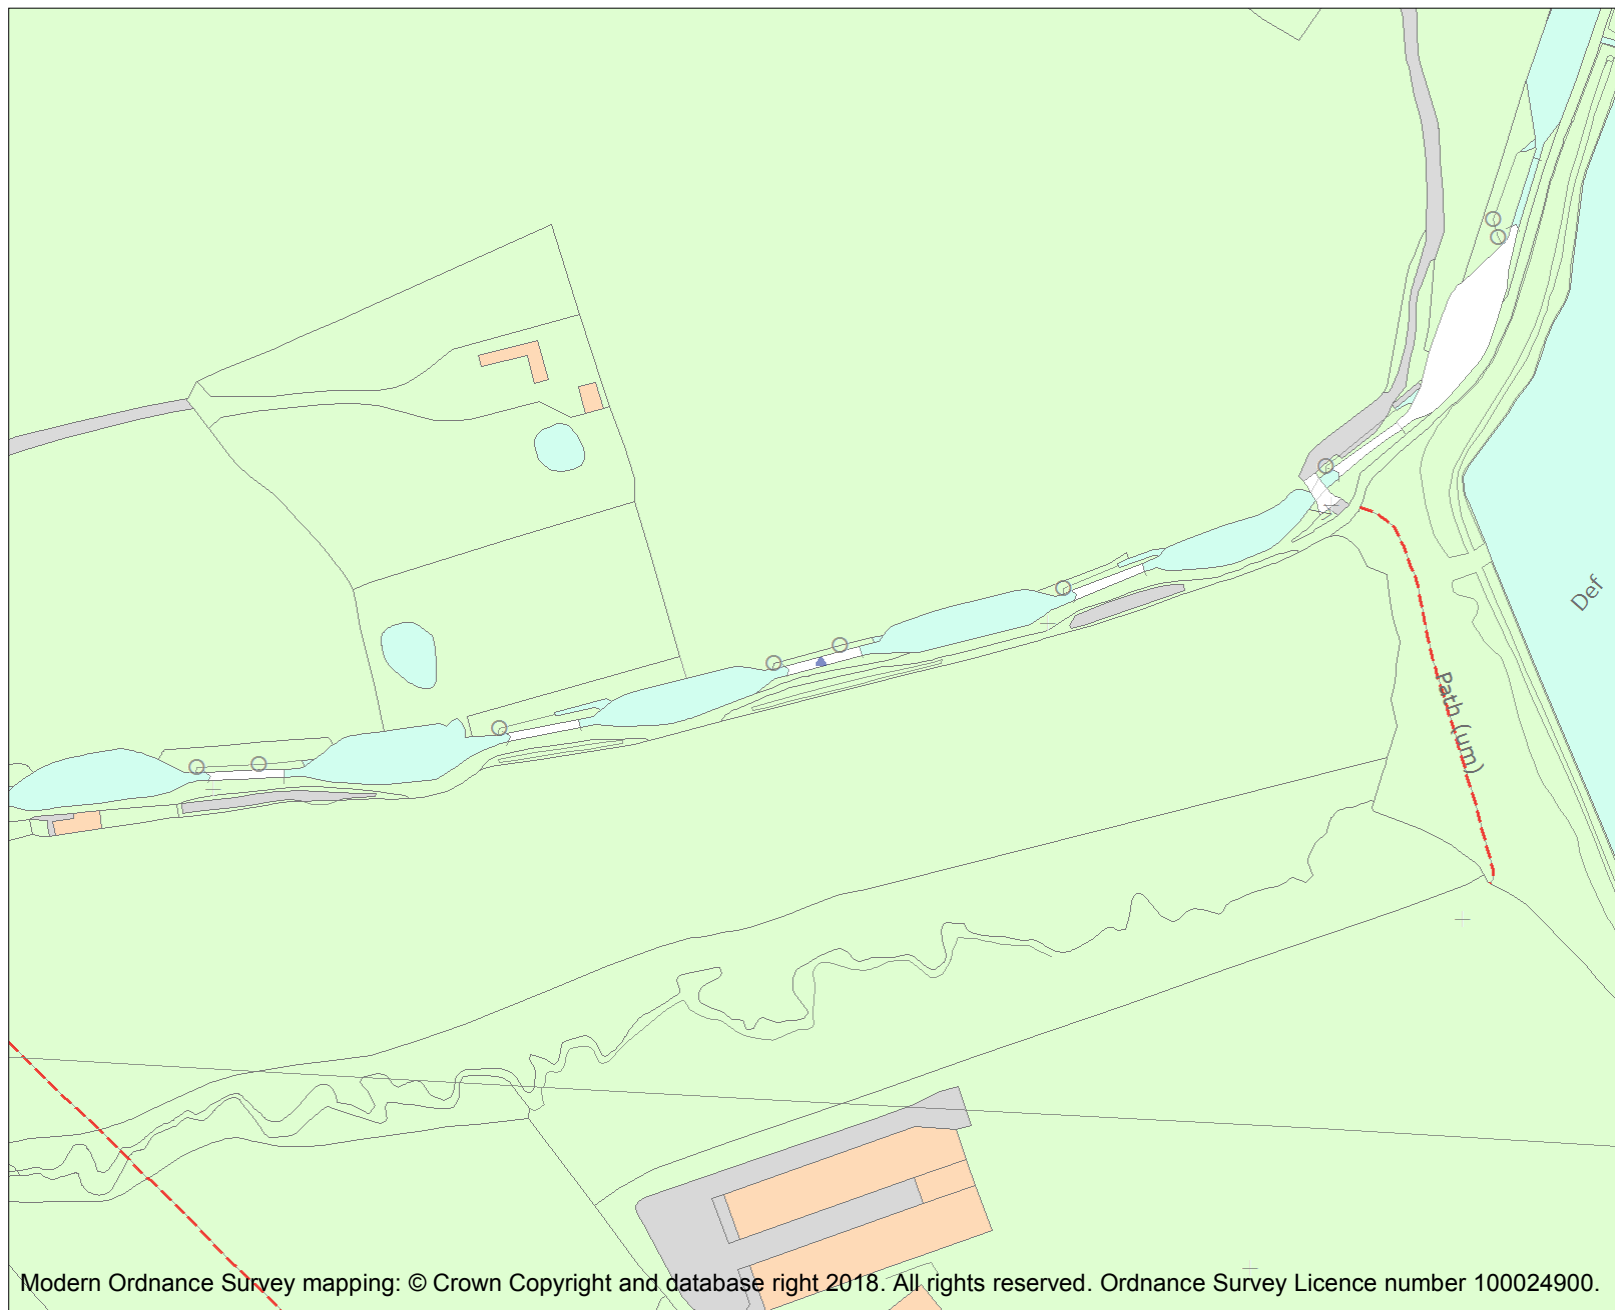 Def
Path (um)
Modern Ordnance Survey mapping: © Crown Copyright and database right 2018. All rights reserved. Ordnance Survey Licence number 100024900.